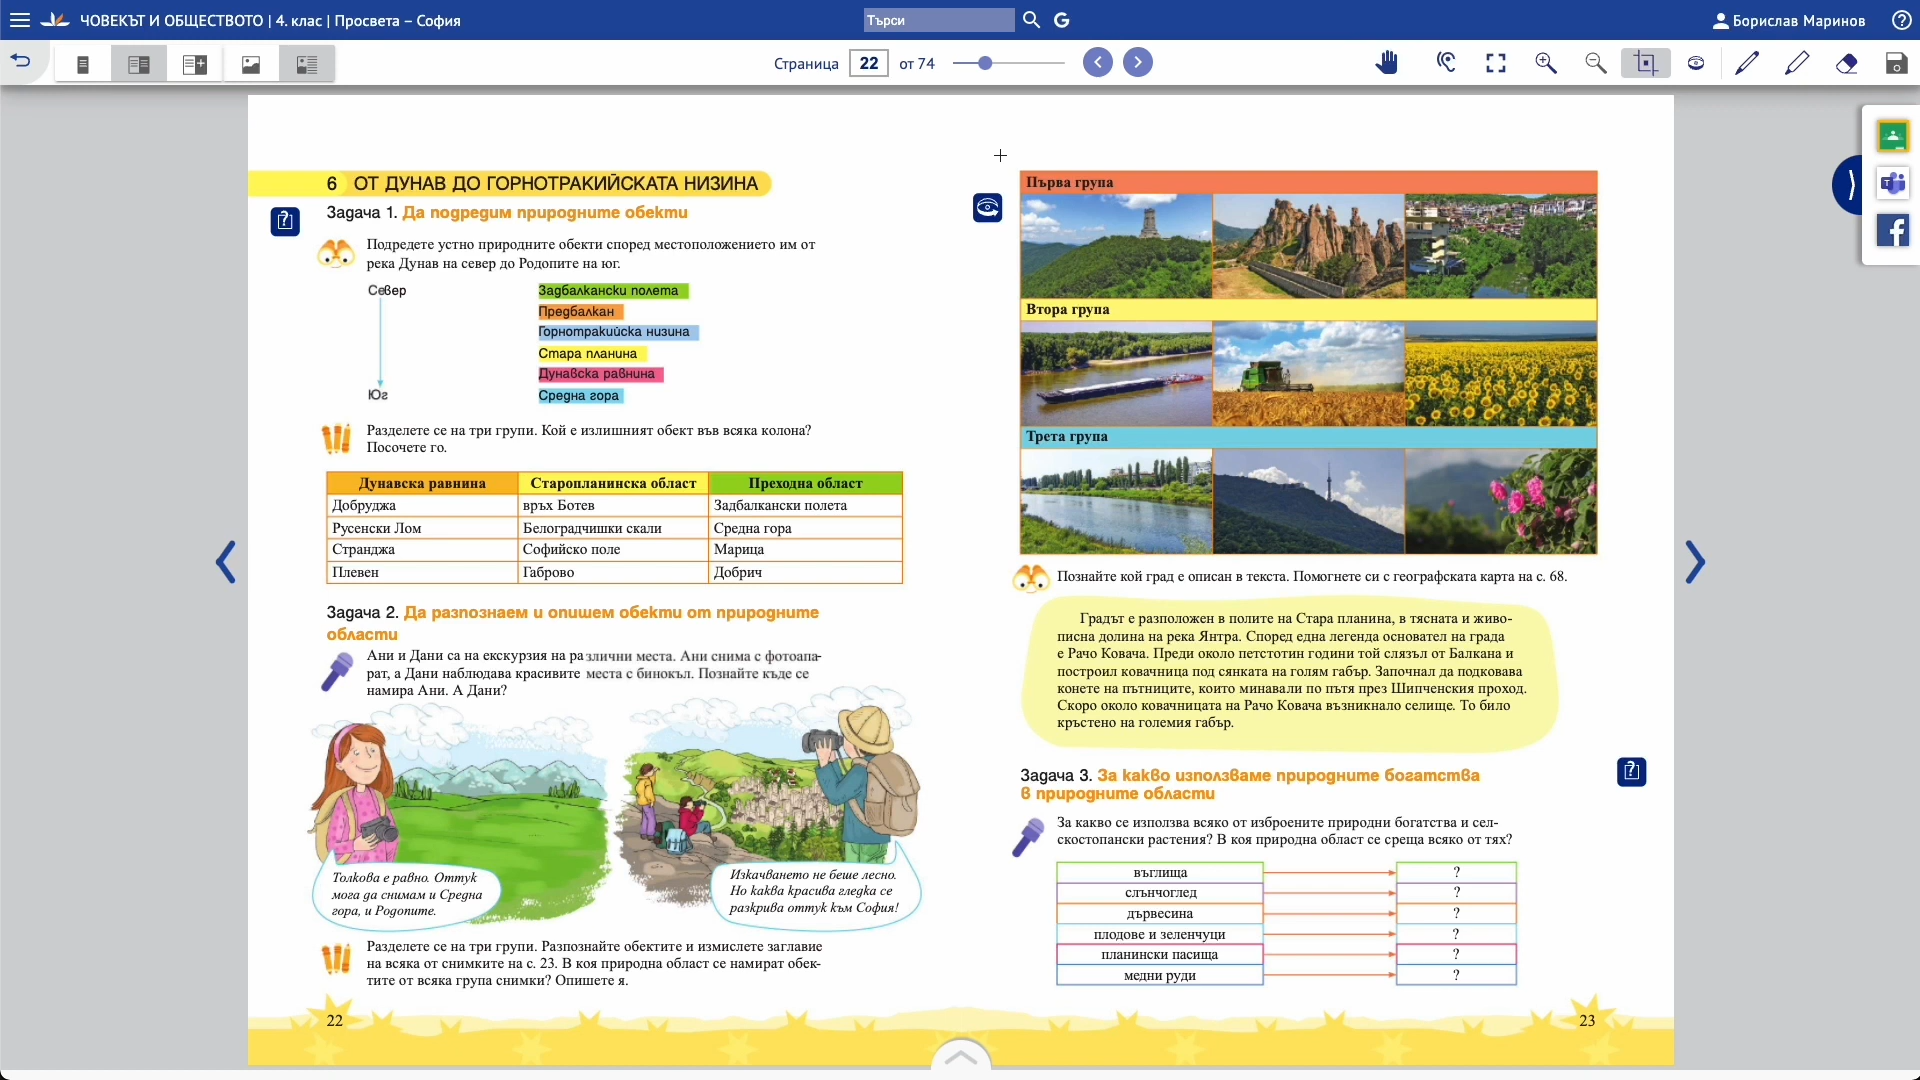 ЧОВЕКЪТ И ОБЩЕСТВОТО | 4. клас | Просвета – София
Търси
Борислав Маринов
Страница 22 от 74
6 ОТ ДУНАВ ДО ГОРНОТРАКИЙСКАТА НИЗИНА
Задача 1. Да подредим природните обекти
Подредете устно природните обекти според местоположението им от
река Дунав на север до Родопите на юг.
Север
Юг
Задбалкански полета
Предбалкан
Горнотракийска низина
Стара планина
Дунавска равнина
Средна гора
Разделете се на три групи. Кой е излишният обект във всяка колона?
Посочете го.
Дунавска равнина Старопланинска област Преходна област
Добруджа връх Ботев Задбалкански полета
Русенски Лом Белоградчишки скали Средна гора
Странджа Софийско поле Марица
Плевен Габрово Добрич
Задача 2. Да разпознаем и опишем обекти от природните
области
Ани и Дани са на екскурзия на различни места. Ани снима с фотоапа-
рат, а Дани наблюдава красивите места с бинокъл. Познайте къде се
намира Ани. А Дани?
Толкова е равно. Оттук
мога да снимам и Средна
гора, и Родопите.
Изкачването не беше лесно.
Но каква красива гледка се
разкрива оттук към София!
Разделете се на три групи. Разпознайте обектите и измислете заглавие
на всяка от снимките на с. 23. В коя природна област се намират обек-
тите от всяка група снимки? Опишете я.
22
Първа група
Втора група
Трета група
Познайте кой град е описан в текста. Помогнете си с географската карта на с. 68.
Градът е разположен в полите на Стара планина, в тясната и живо-
писна долина на река Янтра. Според една легенда основател на града
е Рачо Ковача. Преди около петстотин години той слязъл от Балкана и
построил ковачница под сянката на голям габър. Започнал да подковава
конете на пътниците, които минавали по пътя през Шипченския проход.
Скоро около ковачницата на Рачо Ковача възникнало селище. То било
кръстено на големия габър.
Задача 3. За какво използваме природните богатства
в природните области
За какво се използва всяко от изброените природни богатства и сел-
скостопански растения? В коя природна област се среща всяко от тях?
въглища ?
слънчоглед ?
дървесина ?
плодове и зеленчуци ?
планински пасища ?
медни руди ?
23